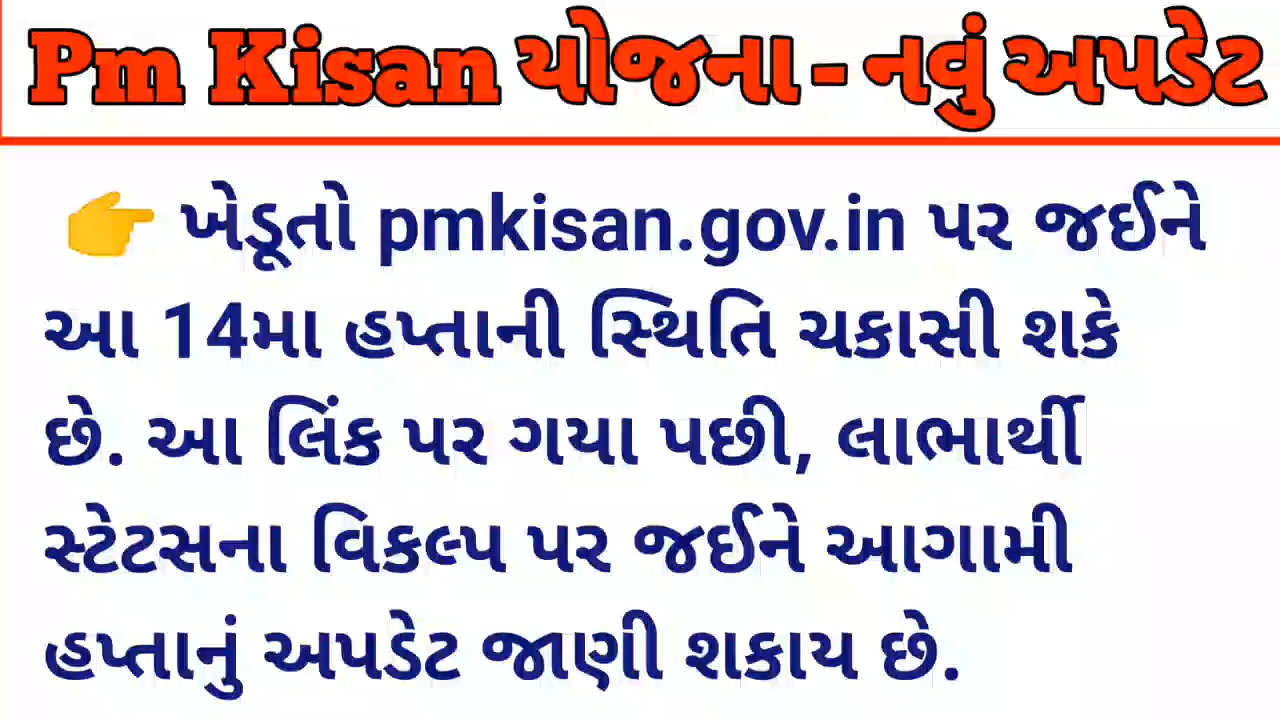 Pm Kisan યોજના - નવું અપડેટ
👉 ખેડૂતો pmkisan.gov.in પર જઈને
આ 14મા હપ્તાની સ્થિતિ ચકાસી શકે
છે. આ લિંક પર ગયા પછી, લાભાર્થી
સ્ટેટસના વિકલ્પ પર જઈને આગામી
હપ્તાનું અપડેટ જાણી શકાય છે.